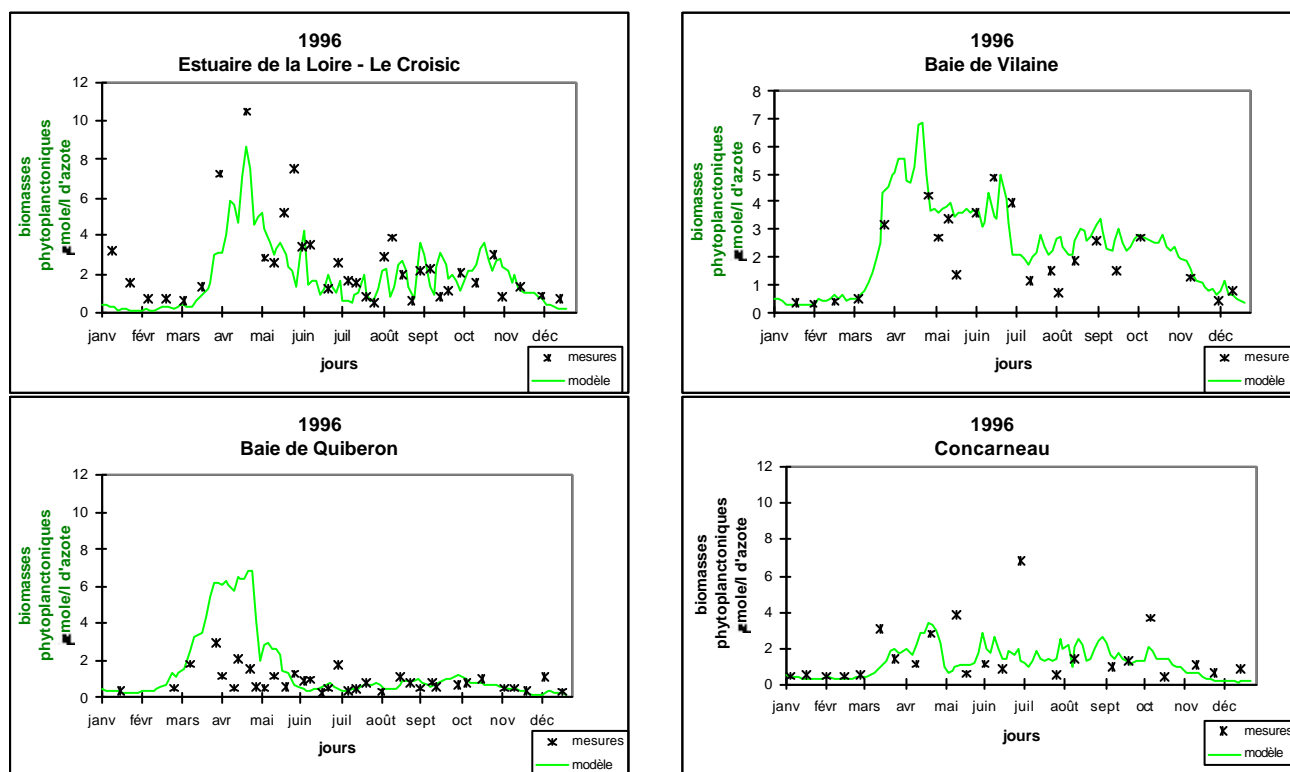 1996
Estuaire de la Loire - Le Croisic
12
10
8
6
4
2
0
biomasses
phytoplanctoniques
µmole/l d'azote
janv févr mars avr mai juin juil août sept oct nov déc
jours
mesures
modèle
1996
Baie de Vilaine
8
7
6
5
4
3
2
1
0
biomasses
phytoplanctoniques
µmole/l d'azote
janv févr mars avr mai juin juil août sept oct nov déc
jours
mesures
modèle
1996
Baie de Quiberon
12
10
8
6
4
2
0
biomasses
phytoplanctoniques
µmole/l d'azote
janv févr mars avr mai juin juil août sept oct nov déc
jours
mesures
modèle
1996
Concarneau
12
10
8
6
4
2
0
biomasses
phytoplanctoniques
µmole/l d'azote
janv févr mars avr mai juin juil août sept oct nov déc
jours
mesures
modèle